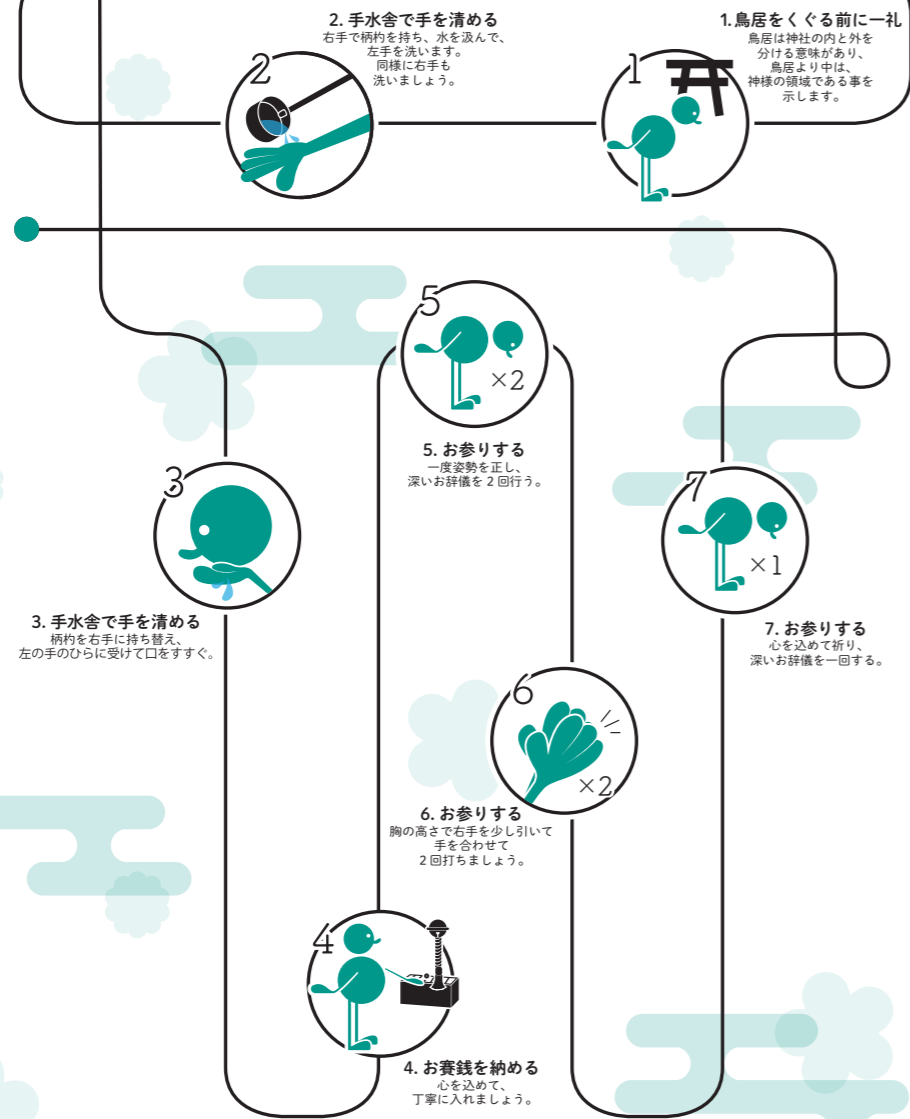 1. 鳥居をくぐる前に一礼
鳥居は神社の内と外を
分ける意味があり、
鳥居より中は、
神様の領域である事を
示します。
1
2. 手水舎で手を清める
右手で柄杓を持ち、水を汲んで、
左手を洗います。
同様に右手も
洗いましょう。
2
3
3. 手水舎で手を清める
柄杓を右手に持ち替え、
左の手のひらに受けて口をすすぐ。
4
4. お賽銭を納める
心を込めて、
丁寧に入れましょう。
5
×2
5. お参りする
一度姿勢を正し、
深いお辞儀を 2 回行う。
6
×2
6. お参りする
胸の高さで右手を少し引いて
手を合わせて
2 回打ちましょう。
7
×1
7. お参りする
心を込めて祈り、
深いお辞儀を一回する。